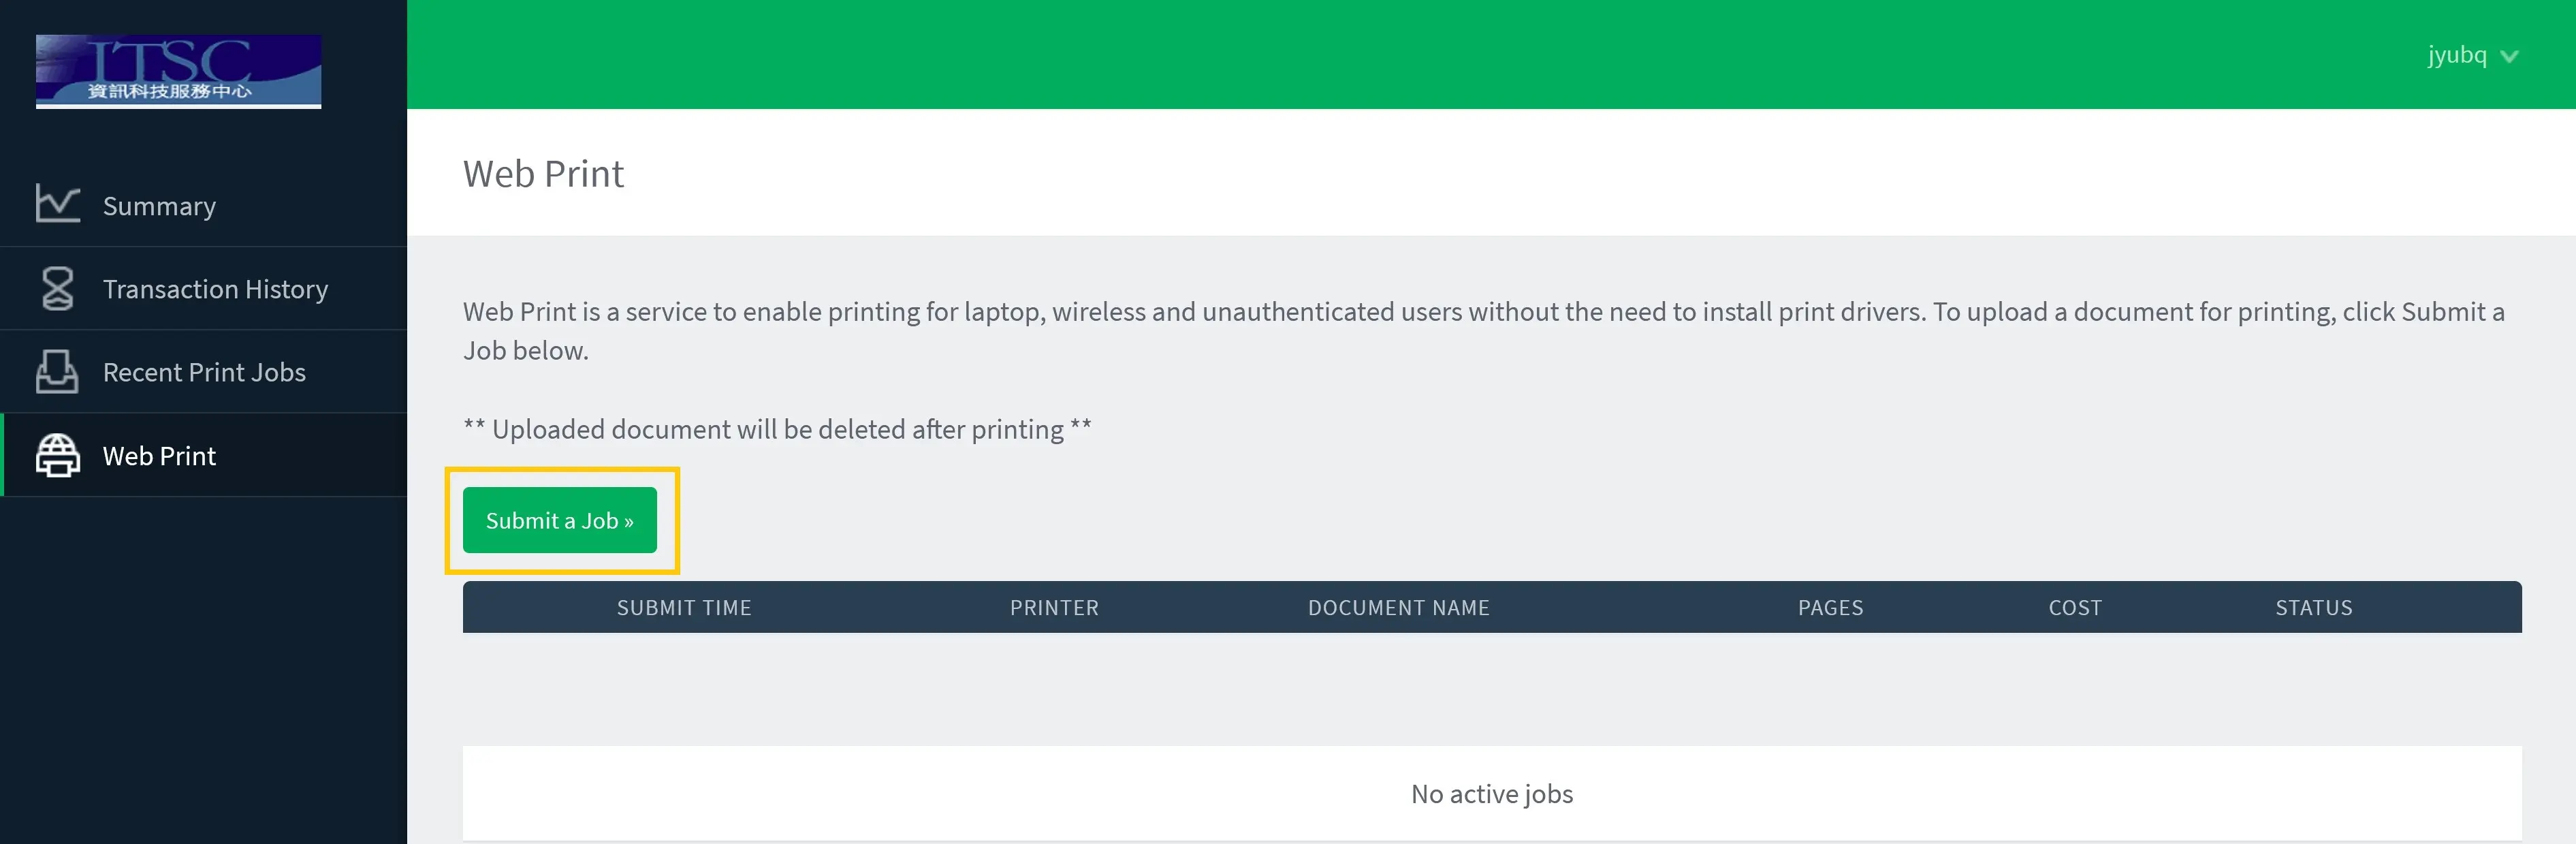 ITSC
資訊科技服務中心
jyubq
Summary
Transaction History
Recent Print Jobs
Web Print
Web Print
Web Print is a service to enable printing for laptop, wireless and unauthenticated users without the need to install print drivers. To upload a document for printing, click Submit a
Job below.
** Uploaded document will be deleted after printing **
Submit a Job »
SUBMIT TIME PRINTER DOCUMENT NAME PAGES COST STATUS
No active jobs